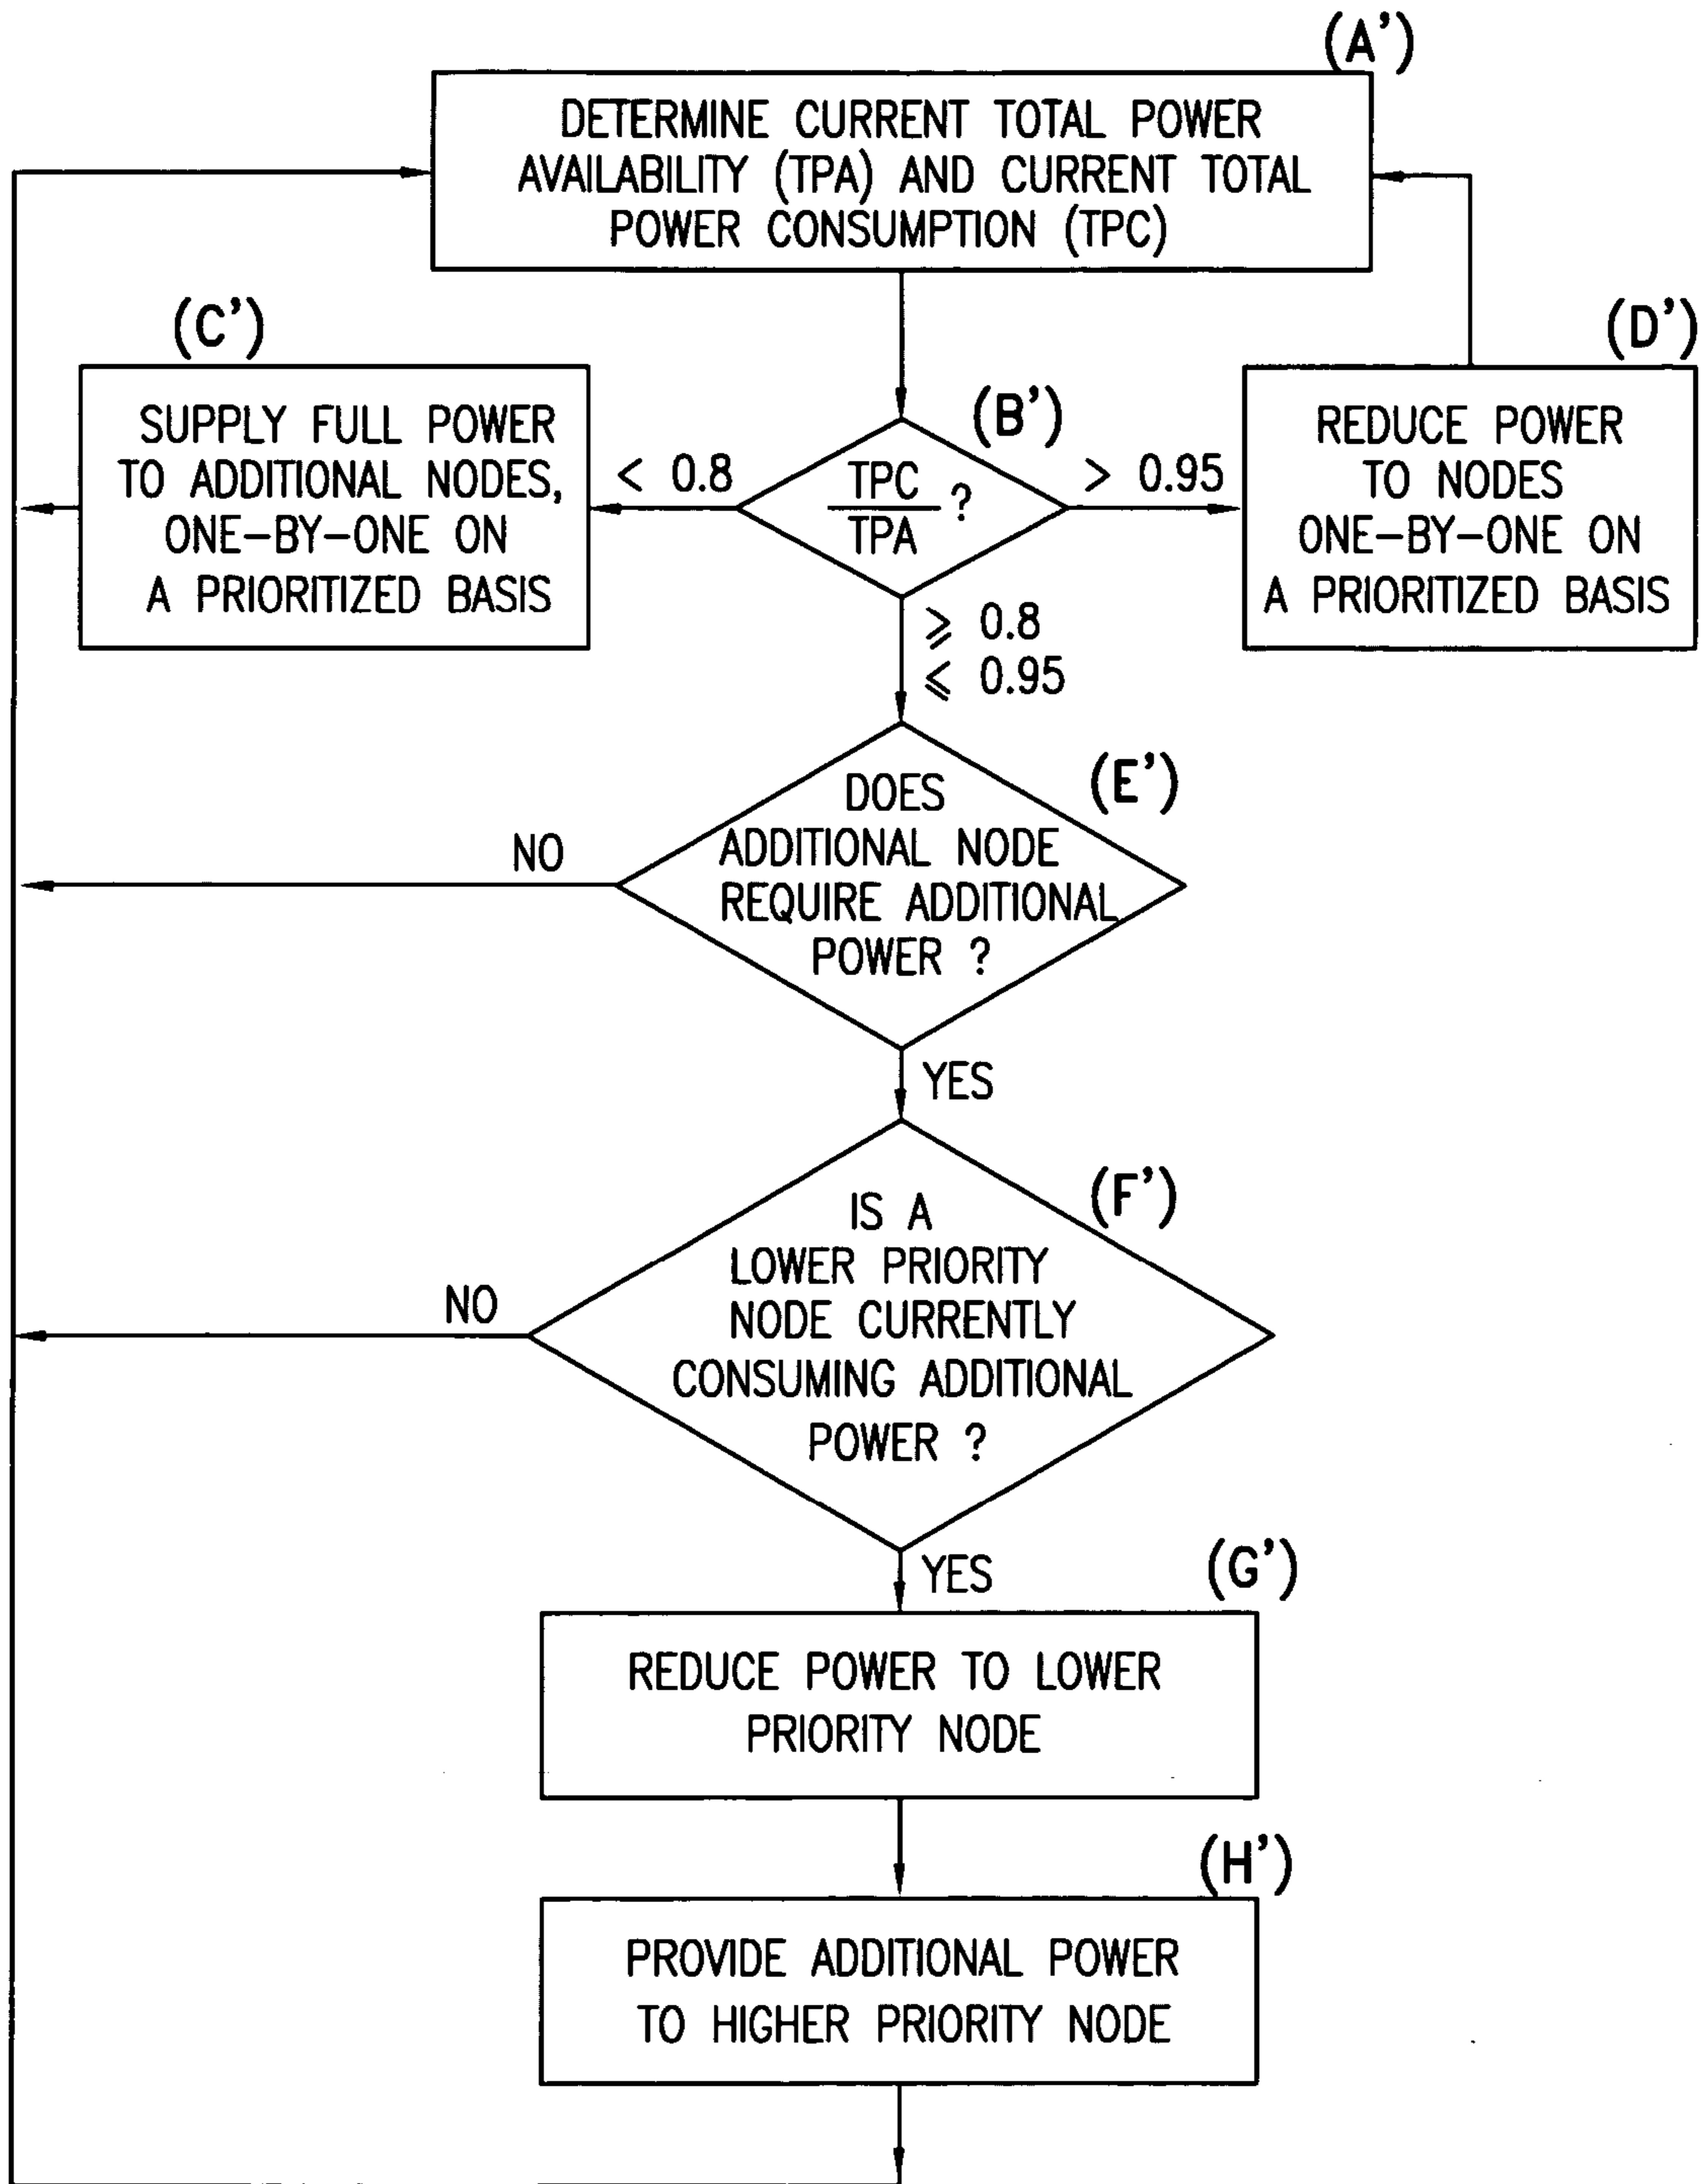 (A')
DETERMINE CURRENT TOTAL POWER
AVAILABILITY (TPA) AND CURRENT TOTAL
POWER CONSUMPTION (TPC)
(C')
SUPPLY FULL POWER
TO ADDITIONAL NODES,
ONE-BY-ONE ON
A PRIORITIZED BASIS
< 0.8
(B')
TPC
TPA
?
> 0.95
(D')
REDUCE POWER
TO NODES
ONE-BY-ONE ON
A PRIORITIZED BASIS
⩾ 0.8
⩽ 0.95
(E')
DOES
ADDITIONAL NODE
REQUIRE ADDITIONAL
POWER ?
NO
YES
(F')
IS A
LOWER PRIORITY
NODE CURRENTLY
CONSUMING ADDITIONAL
POWER ?
NO
YES
(G')
REDUCE POWER TO LOWER
PRIORITY NODE
(H')
PROVIDE ADDITIONAL POWER
TO HIGHER PRIORITY NODE